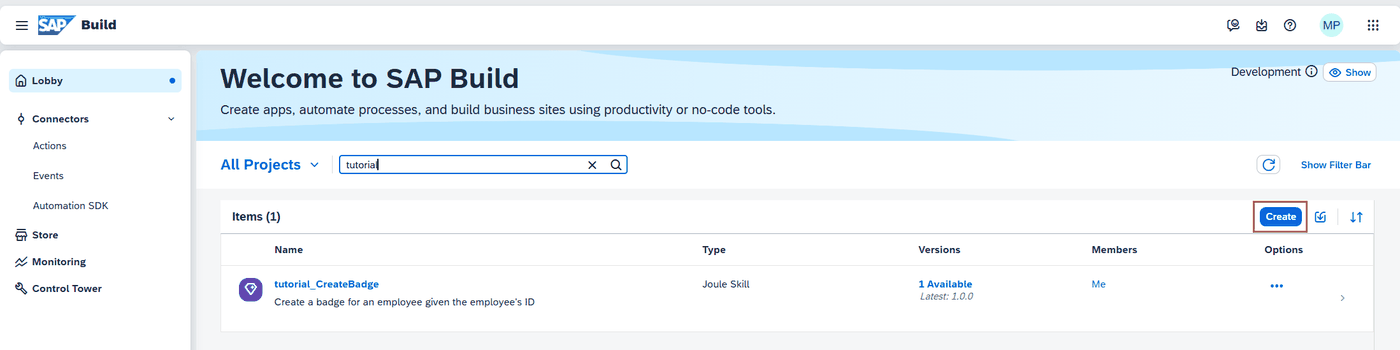 SAP Build
MP
Lobby
Connectors
Actions
Events
Automation SDK
Store
Monitoring
Control Tower
Welcome to SAP Build
Development Show
Create apps, automate processes, and build business sites using productivity or no-code tools.
All Projects tutorial Show Filter Bar
Items (1) Create
Name Type Versions Members Options
tutorial_CreateBadge Joule Skill 1 Available Me
Create a badge for an employee given the employee's ID Latest: 1.0.0